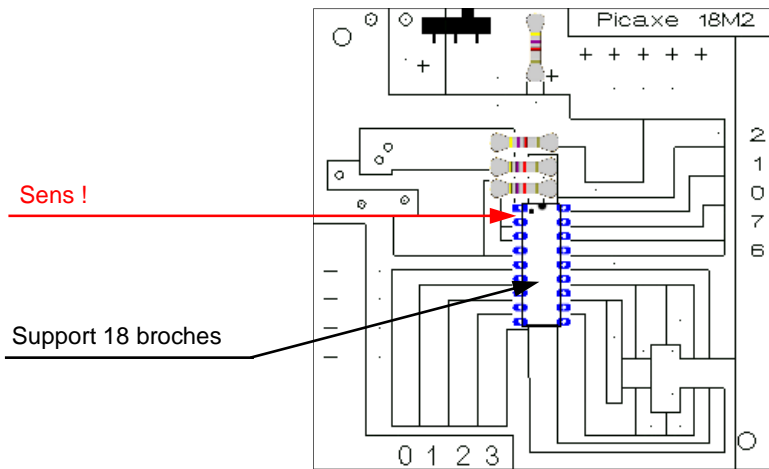 Picaxe 18M2
+ + + + +
+ +
2
1
0
7
6
Sens !
Support 18 broches
0 1 2 3